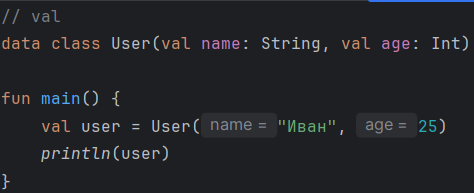 // val
data class User(val name: String, val age: Int)
fun main() {
    val user = User( name = "Иван", age = 25)
    println(user)
}